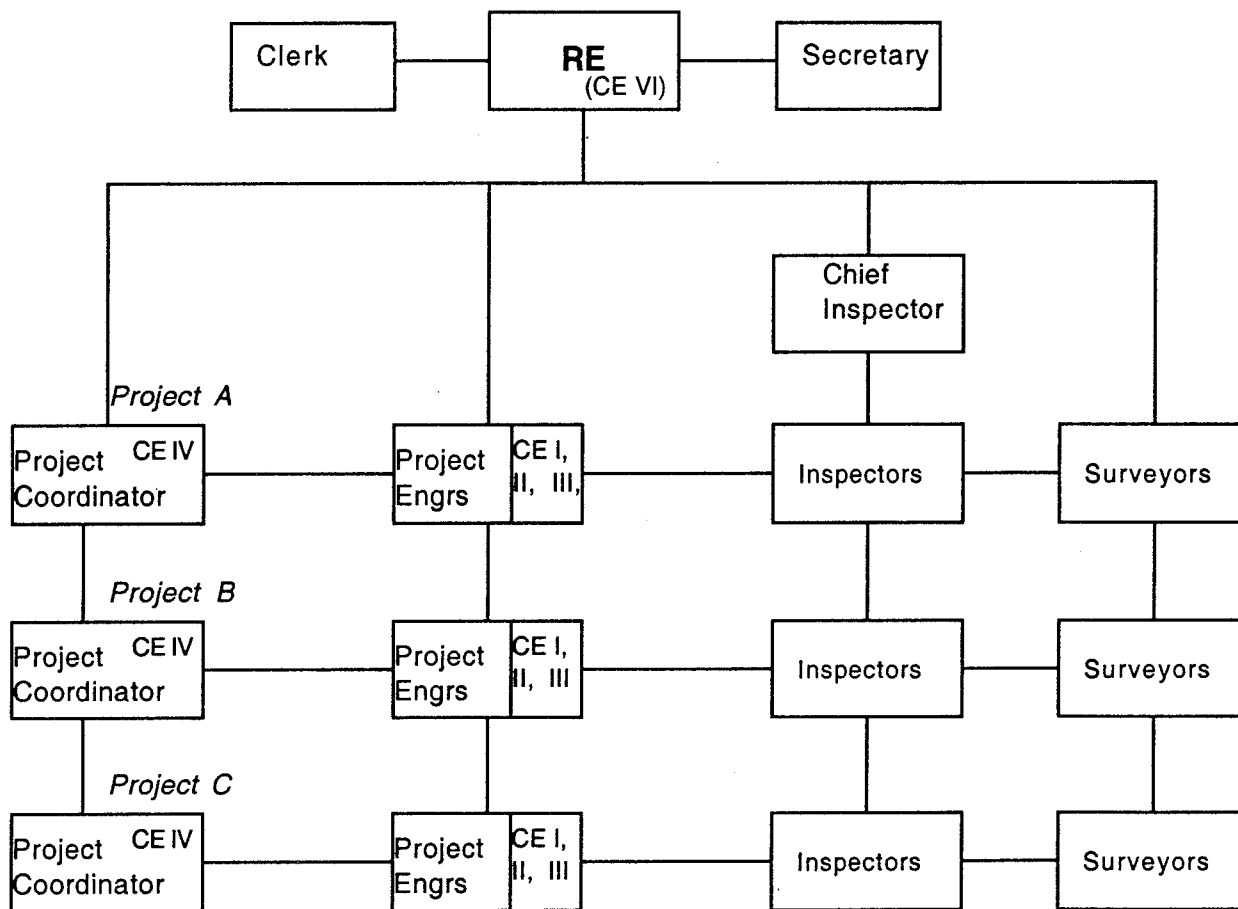 Clerk
RE
(CE VI)
Secretary
Chief
Inspector
Project A
Project
Coordinator
CE IV
Project
Engrs
CE I,
II, III,
Inspectors
Surveyors
Project B
Project
Coordinator
CE IV
Project
Engrs
CE I,
II, III
Inspectors
Surveyors
Project C
Project
Coordinator
CE IV
Project
Engrs
CE I,
II, III
Inspectors
Surveyors